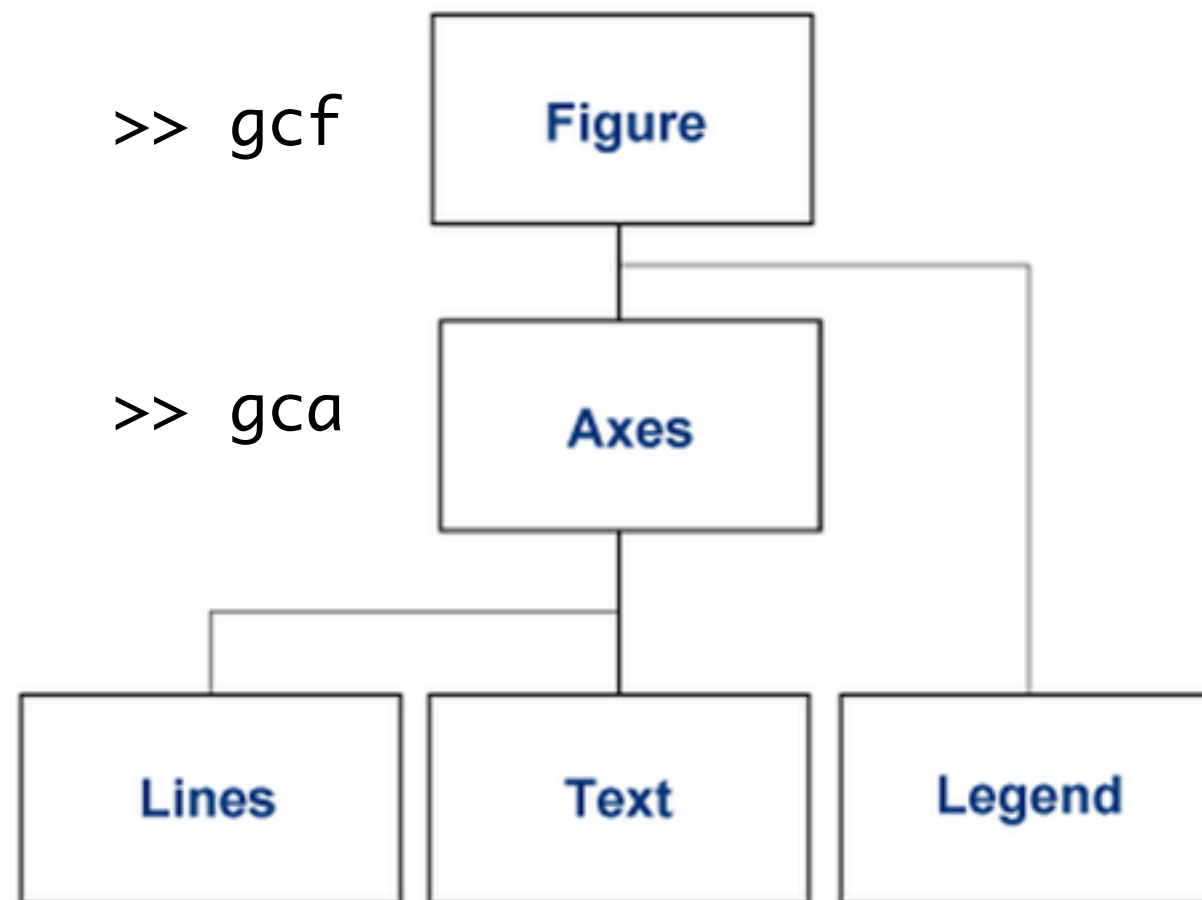 >> gcf
Figure
>> gca
Axes
Lines
Text
Legend